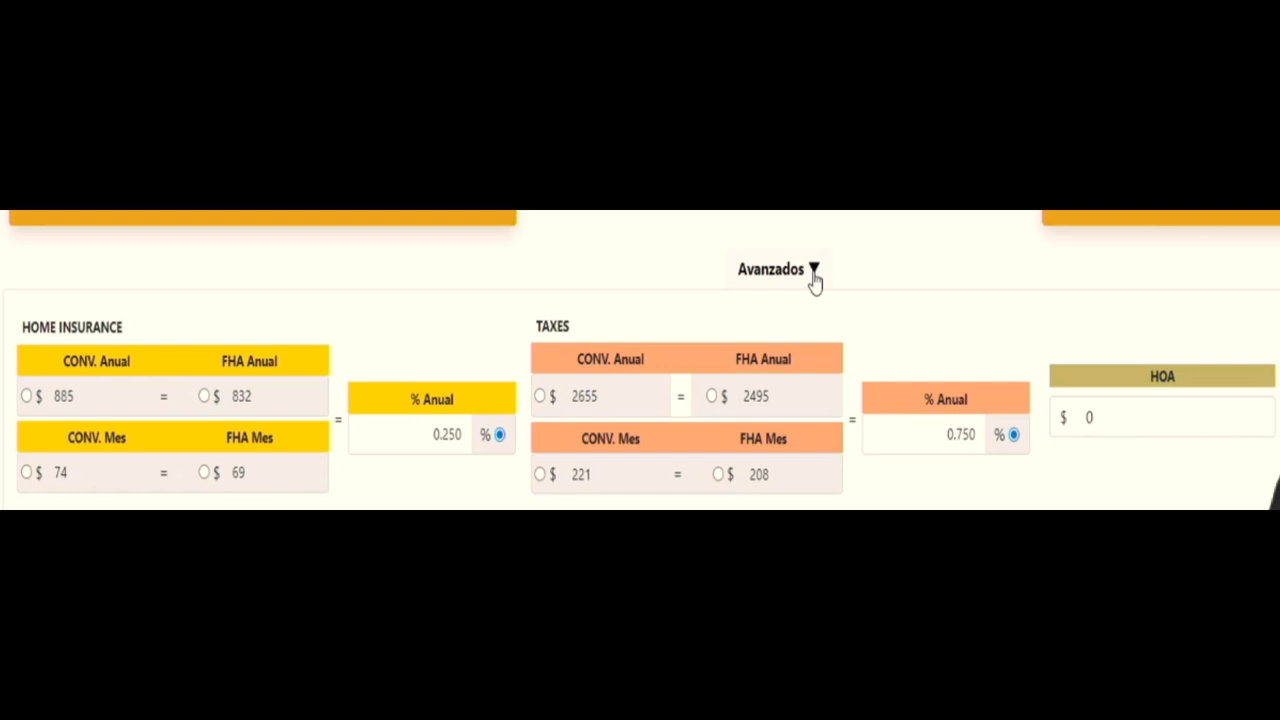 Avanzados ▼
HOME INSURANCE
CONV. Anual FHA Anual
$ 885 = $ 832
CONV. Mes FHA Mes
$ 74 = $ 69
=
% Anual
0.250 %
TAXES
CONV. Anual FHA Anual
$ 2655 = $ 2495
CONV. Mes FHA Mes
$ 221 = $ 208
=
% Anual
0.750 %
HOA
$ 0